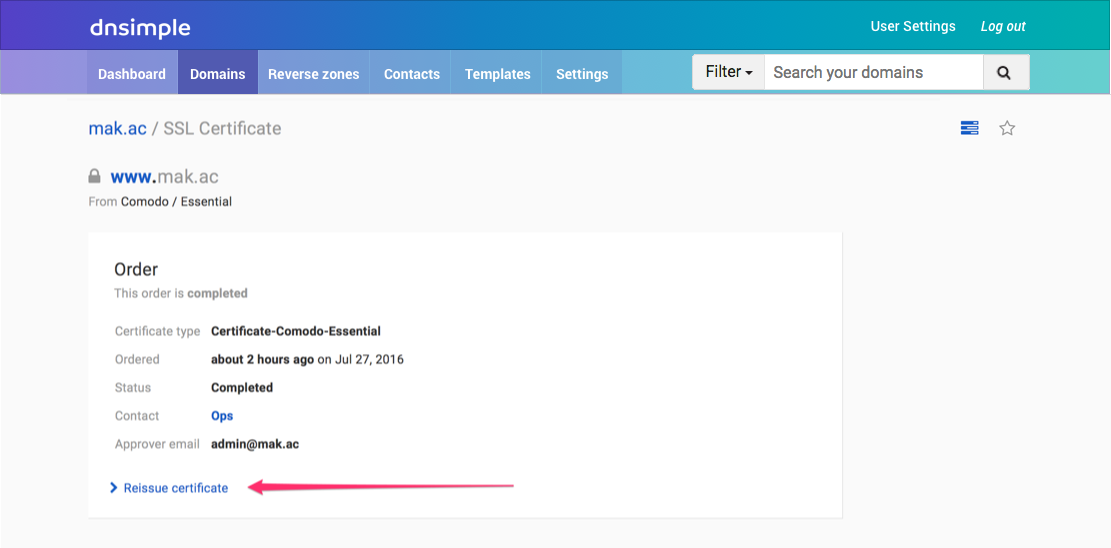 dnsimple User Settings Log out
Dashboard Domains Reverse zones Contacts Templates Settings Filter Search your domains
mak.ac / SSL Certificate
www.mak.ac
From Comodo / Essential
Order
This order is completed
Certificate type Certificate-Comodo-Essential
Ordered about 2 hours ago on Jul 27, 2016
Status Completed
Contact Ops
Approver email admin@mak.ac
Reissue certificate